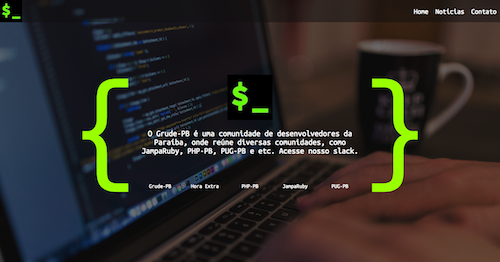 $_
Home Notícias Contato
{ $_ }
O Grude-PB é uma comunidade de desenvolvedores da
Paraíba, onde reúne diversas comunidades, como
JampaRuby, PHP-PB, PUG-PB e etc. Acesse nosso slack.
Grude-PB Hora Extra PHP-PB JampaRuby PUG-PB